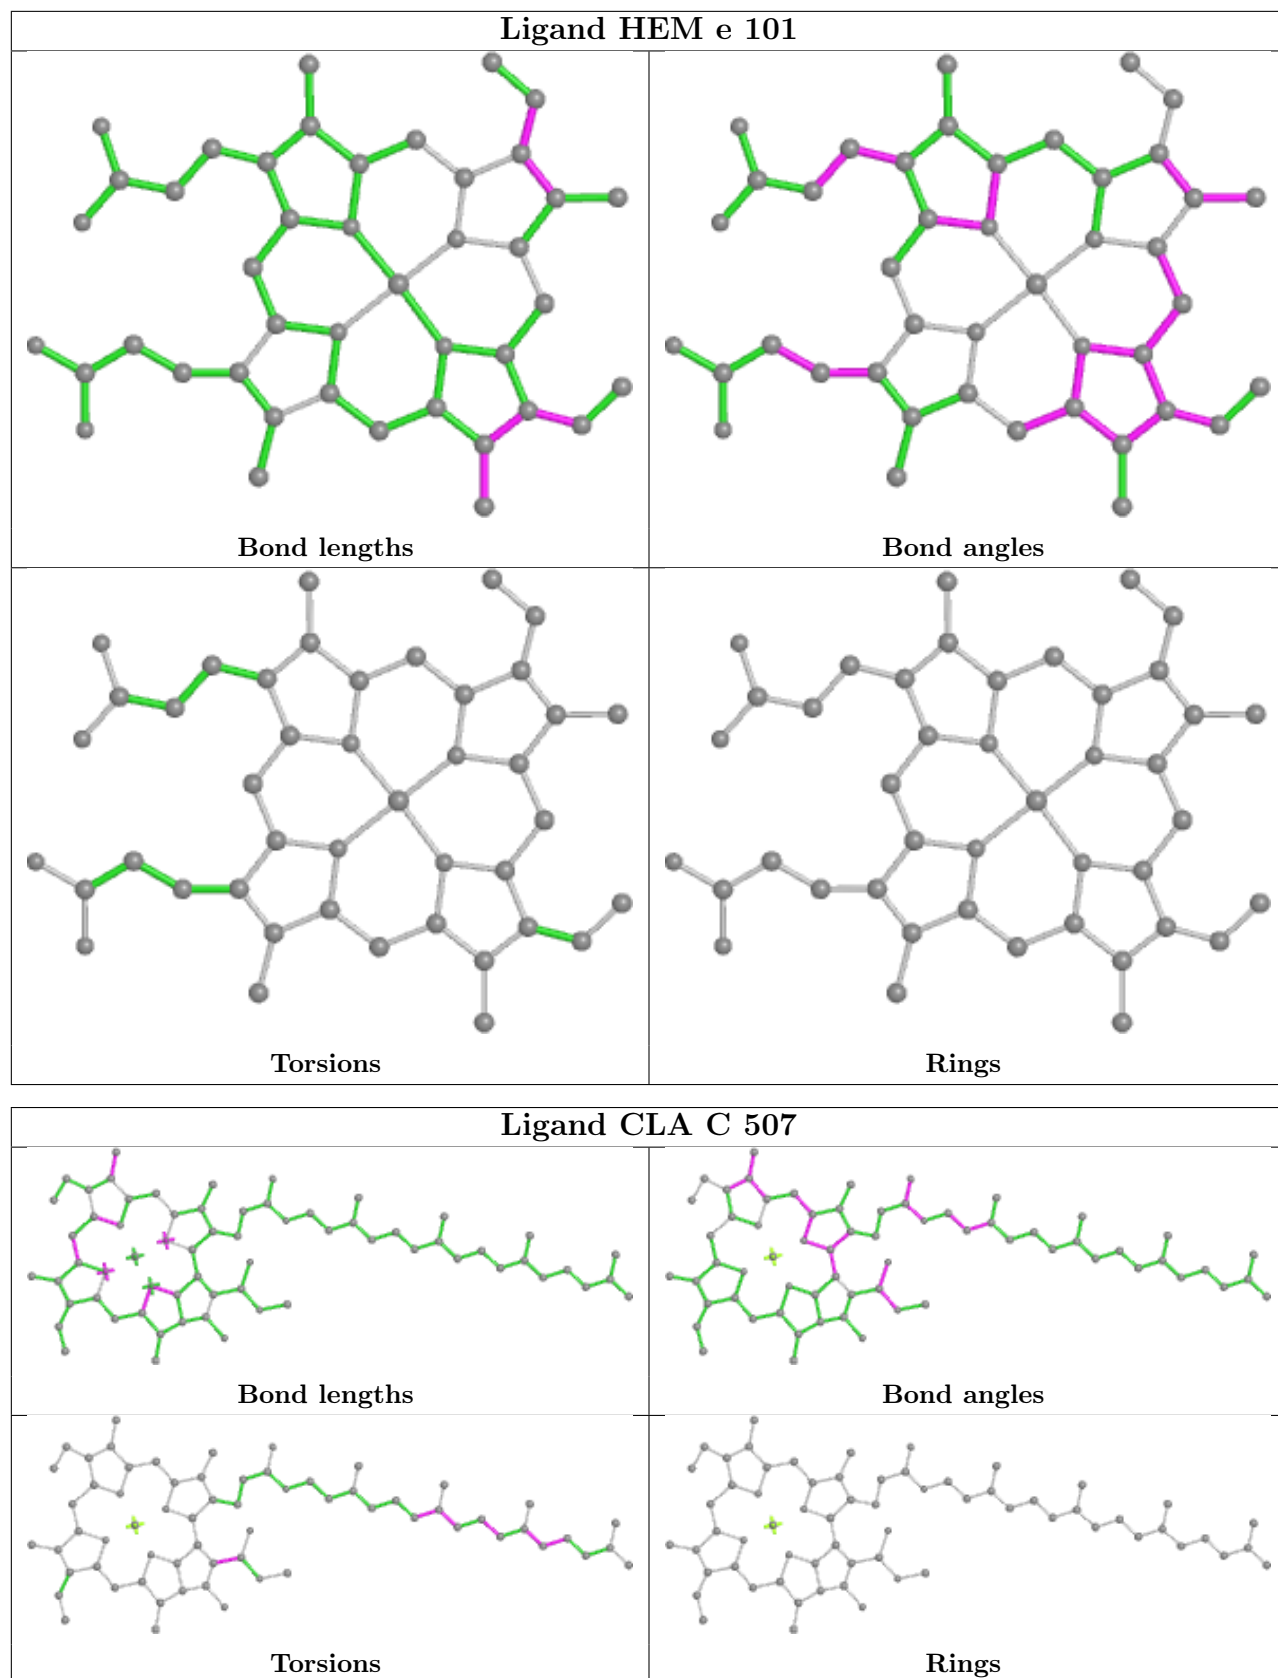 Ligand HEM e 101
Bond lengths
Bond angles
Torsions
Rings
Ligand CLA C 507
Bond lengths
Bond angles
Torsions
Rings